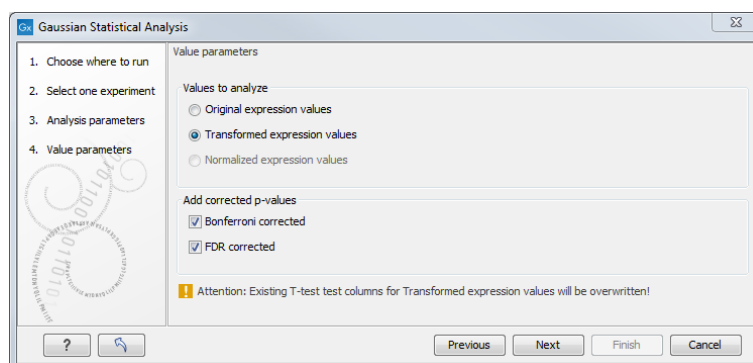 Gx Gaussian Statistical Analysis
1. Choose where to run
2. Select one experiment
3. Analysis parameters
4. Value parameters
Value parameters
Values to analyze
Original expression values
Transformed expression values
Normalized expression values
Add corrected p-values
Bonferroni corrected
FDR corrected
Attention: Existing T-test test columns for Transformed expression values will be overwritten!
?
Previous
Next
Finish
Cancel